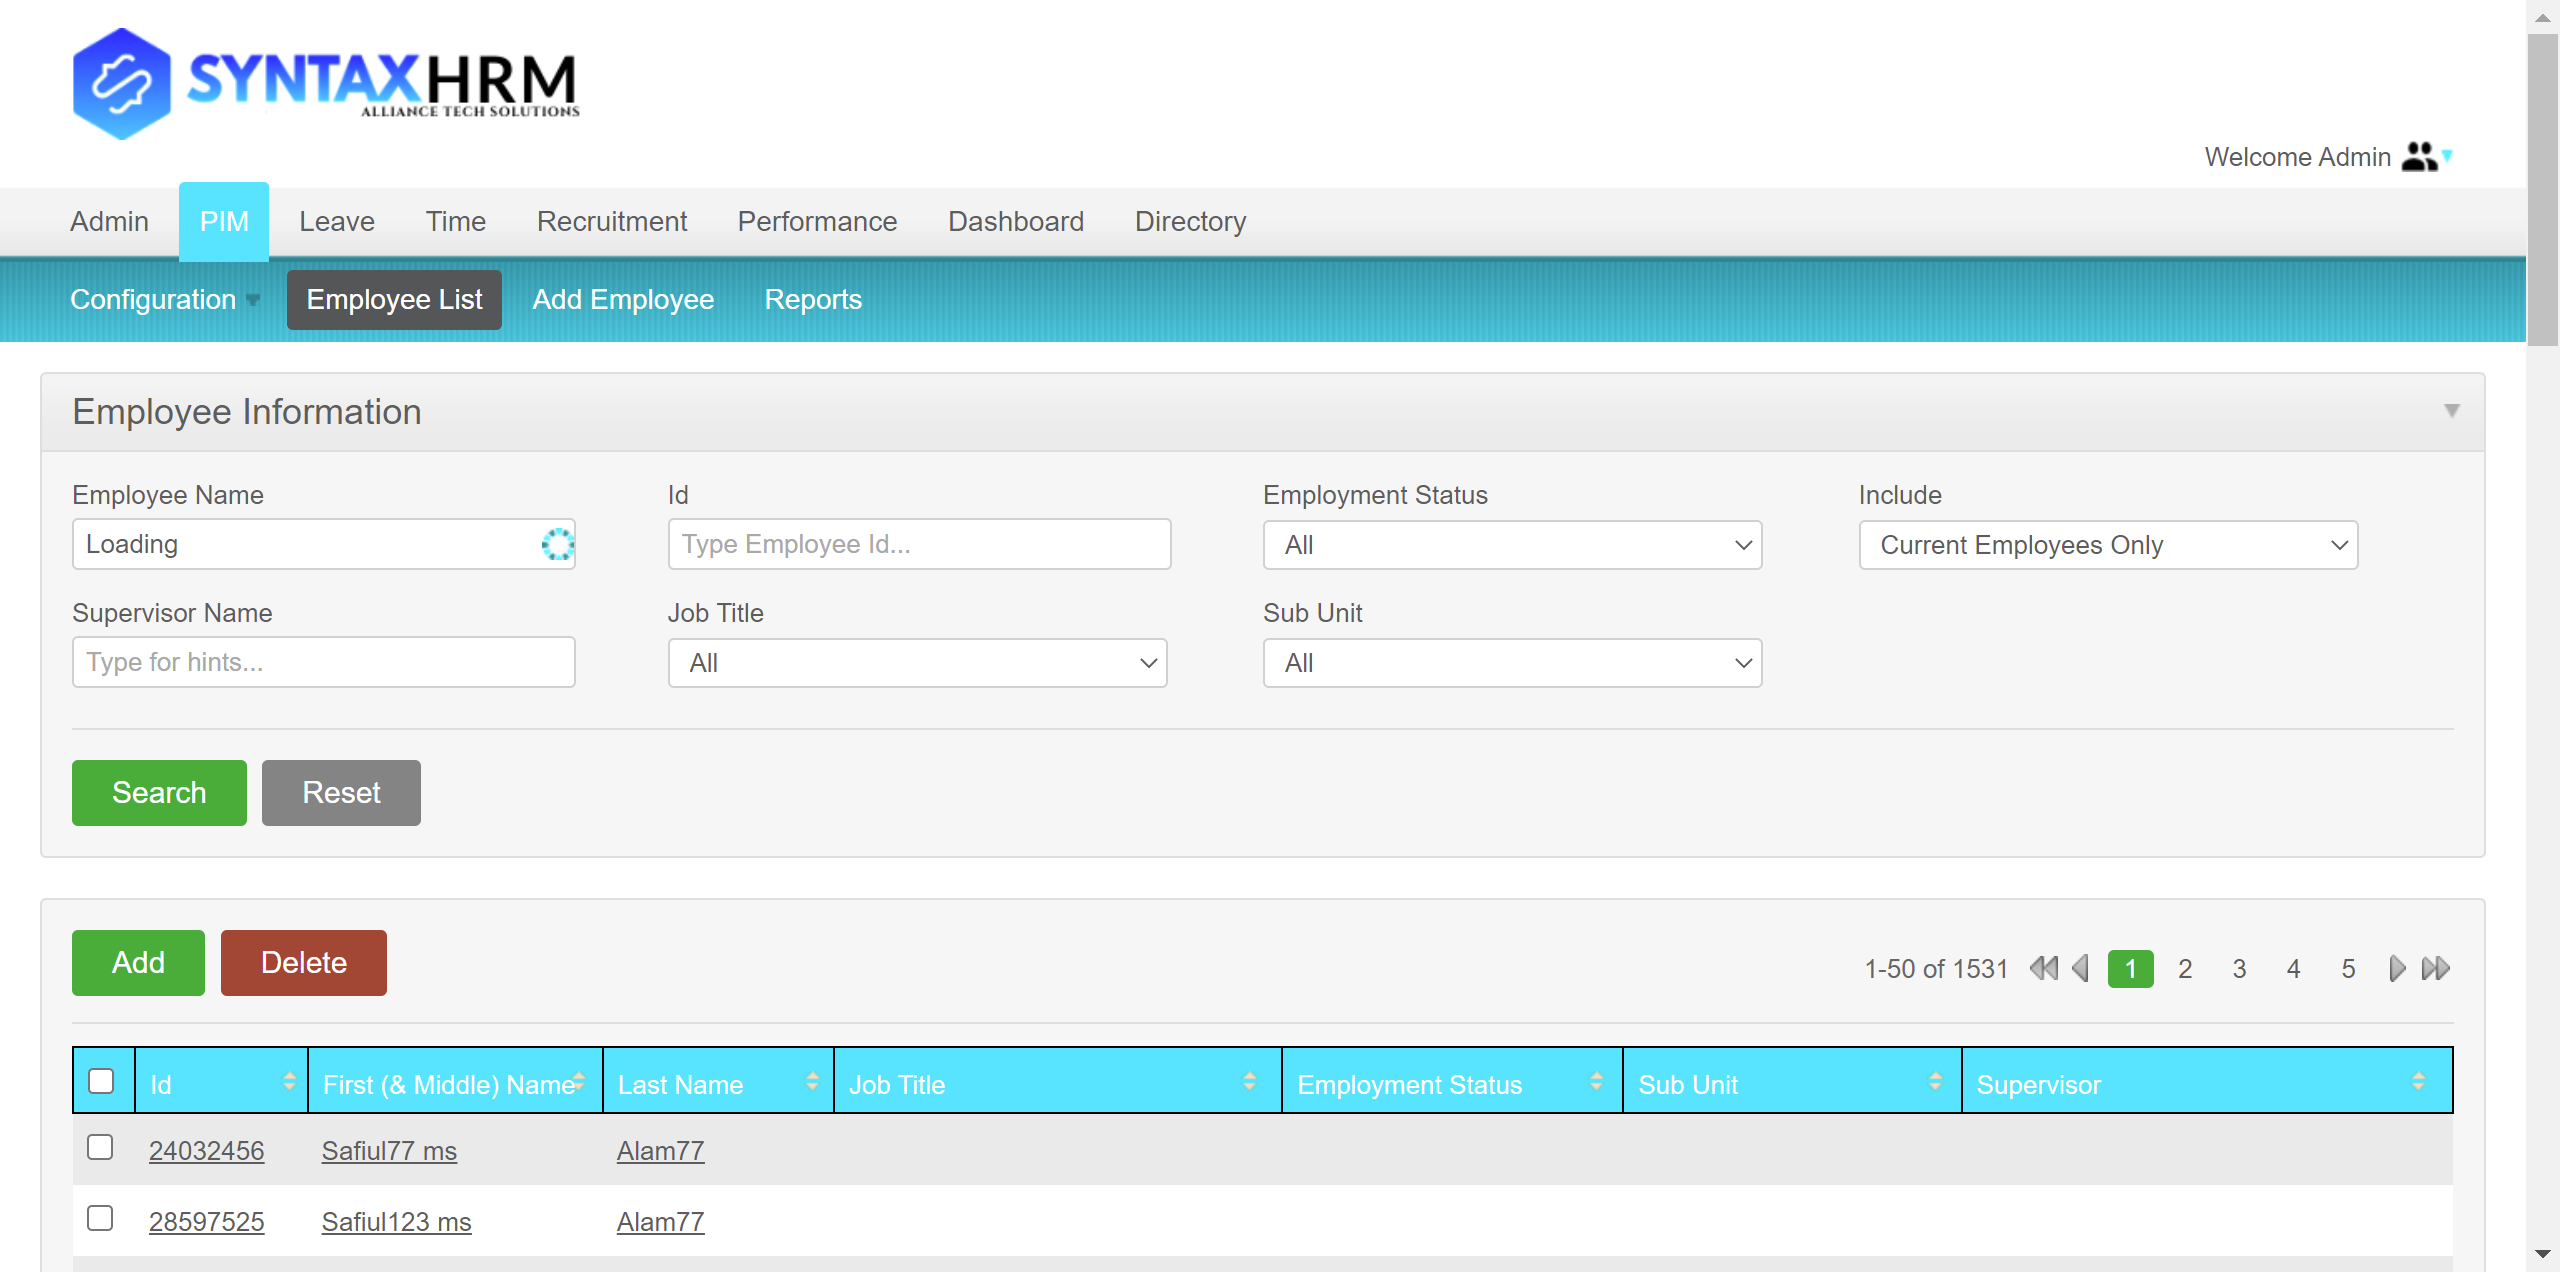 SYNTAXHRM
ALLIANCE TECH SOLUTIONS
Welcome Admin
Admin PIM Leave Time Recruitment Performance Dashboard Directory
Configuration Employee List Add Employee Reports
Employee Information
Employee Name Id Employment Status Include
Loading Type Employee Id... All Current Employees Only
Supervisor Name Job Title Sub Unit
Type for hints... All All
Search Reset
Add Delete 1-50 of 1531 1 2 3 4 5
Id First (& Middle) Name Last Name Job Title Employment Status Sub Unit Supervisor
24032456 Safiul77 ms Alam77
28597525 Safiul123 ms Alam77